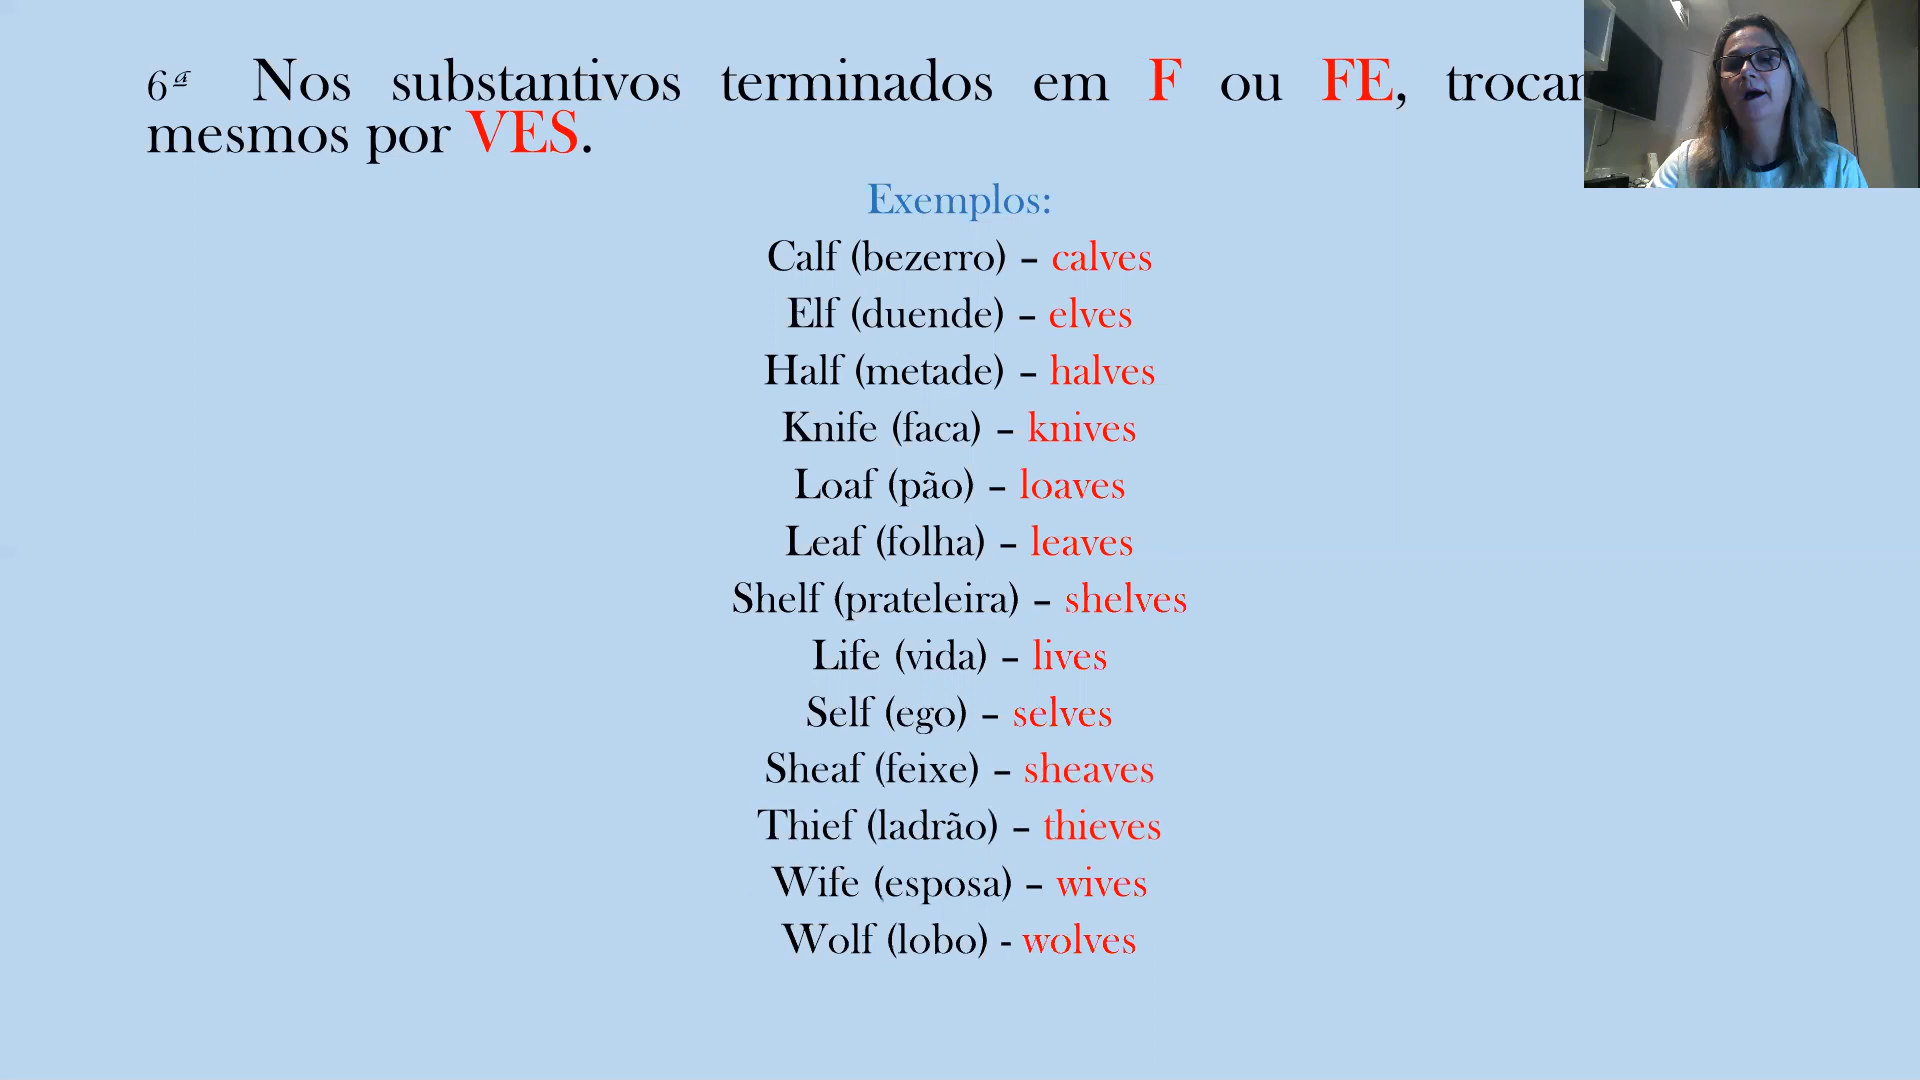 6ª Nos substantivos terminados em F ou FE,
mesmos por VES.
Exemplos:
Calf (bezerro) – calves
Elf (duende) – elves
Half (metade) – halves
Knife (faca) – knives
Loaf (pão) – loaves
Leaf (folha) – leaves
Shelf (prateleira) – shelves
Life (vida) – lives
Self (ego) – selves
Sheaf (feixe) – sheaves
Thief (ladrão) – thieves
Wife (esposa) – wives
Wolf (lobo) - wolves